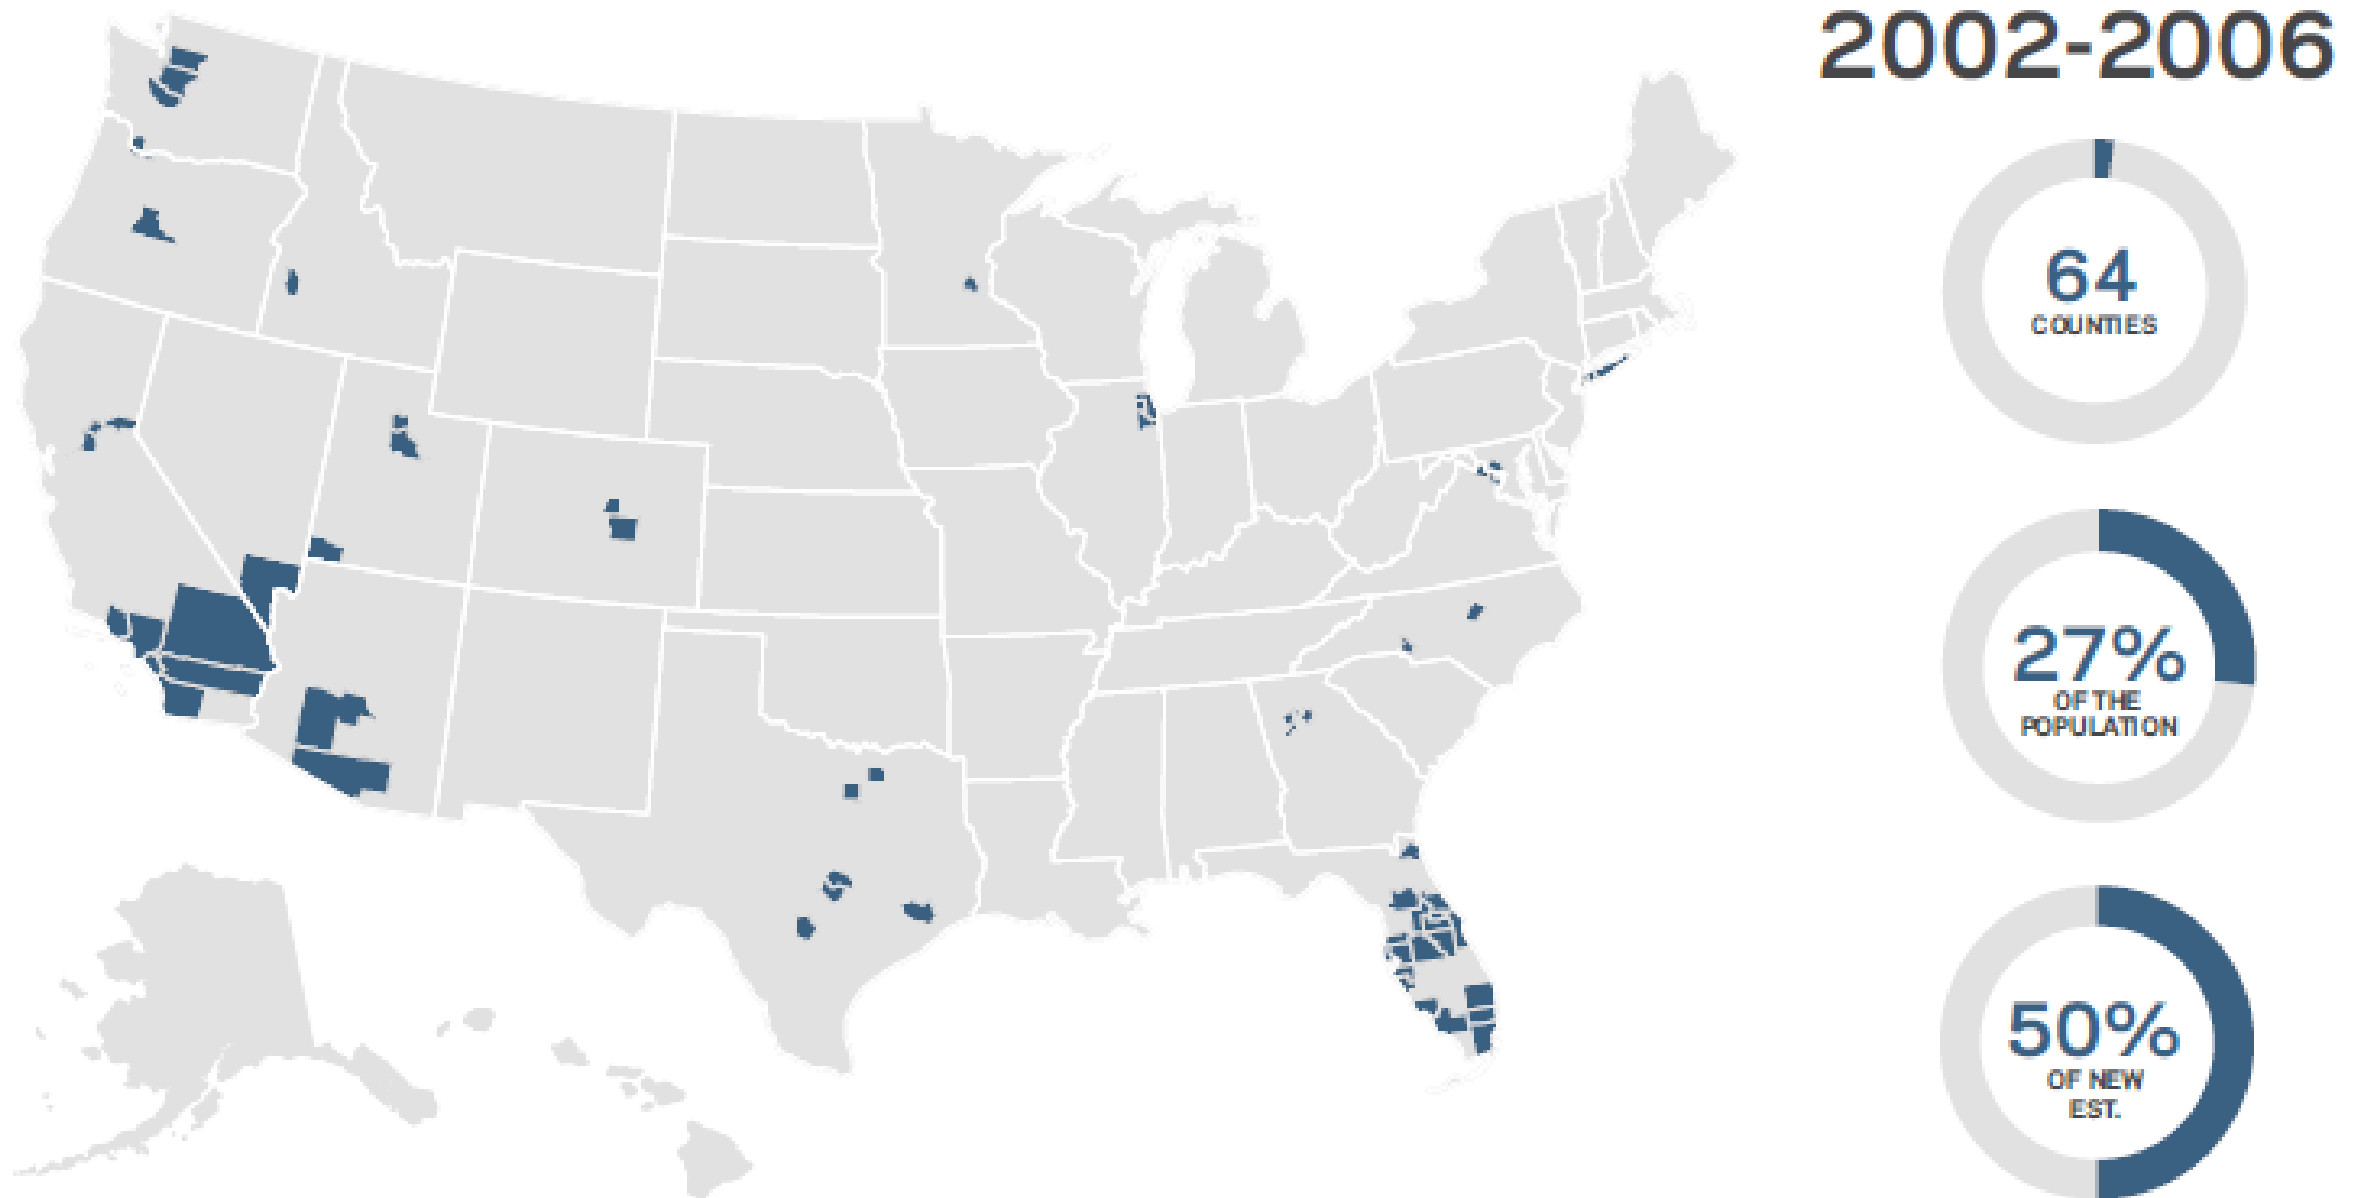 2002-2006
64
COUNTIES
27%
OF THE
POPULATION
50%
OF NEW
EST.